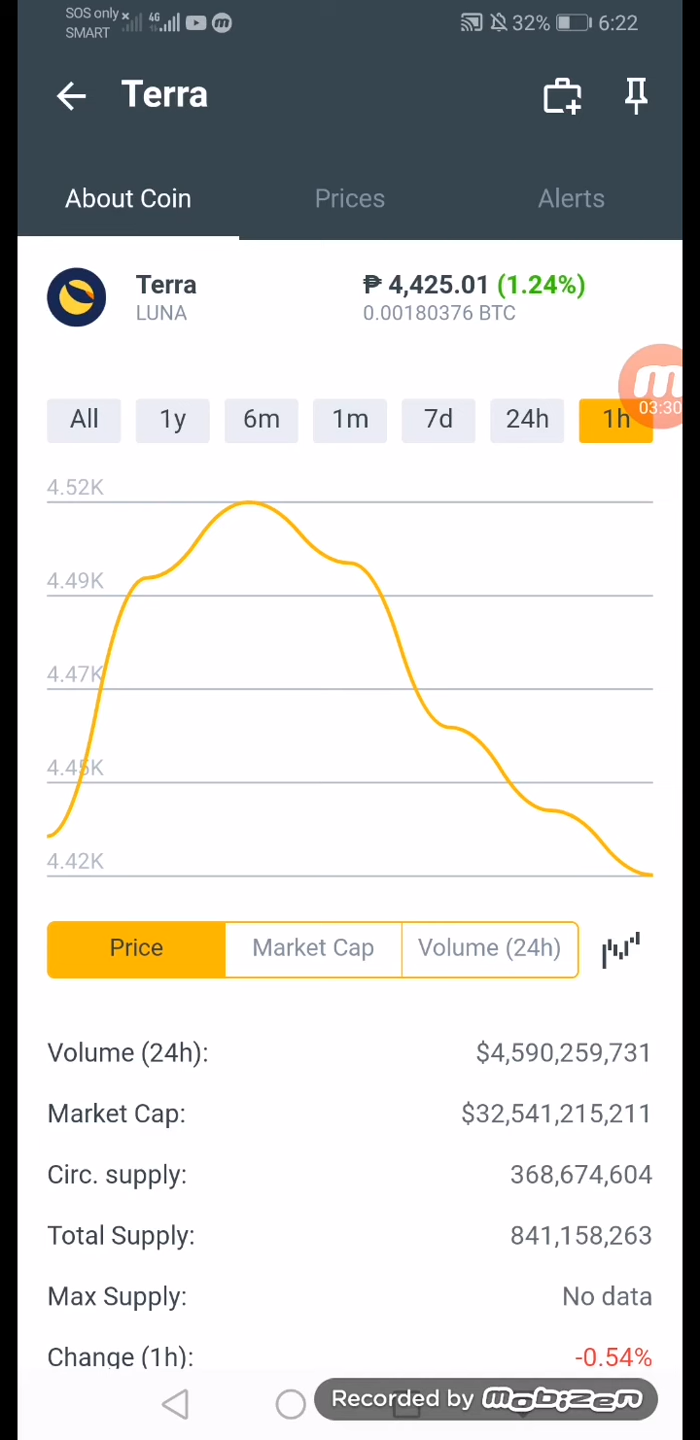 SOS only 4G 32% 6:22
SMART
Terra
About Coin Prices Alerts
Terra ₱ 4,425.01 (1.24%)
LUNA 0.00180376 BTC
03:30
All 1y 6m 1m 7d 24h 1h
4.52K
4.49K
4.47K
4.45K
4.42K
Price Market Cap Volume (24h)
Volume (24h): $4,590,259,731
Market Cap: $32,541,215,211
Circ. supply: 368,674,604
Total Supply: 841,158,263
Max Supply: No data
Change (1h): -0.54%
Recorded by mobizen